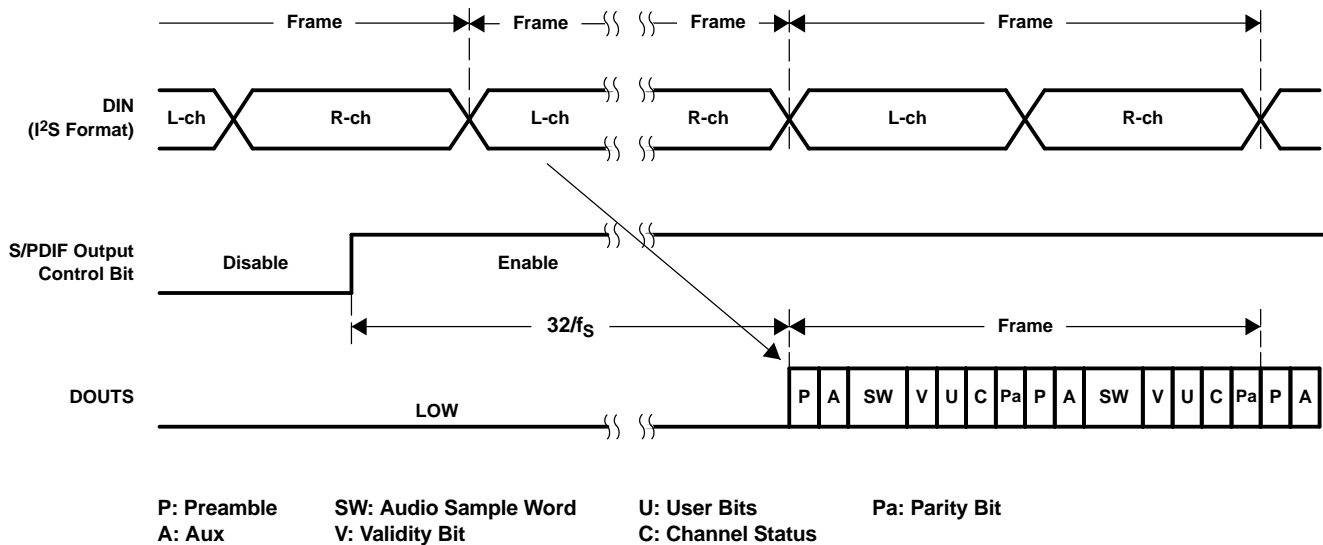 Frame Frame Frame Frame
DIN
(I²S Format)
L-ch R-ch L-ch R-ch L-ch R-ch
S/PDIF Output
Control Bit
Disable Enable
32/fS Frame
DOUTS
LOW
P A SW V U C Pa P A SW V U C Pa P A
P: Preamble SW: Audio Sample Word U: User Bits Pa: Parity Bit
A: Aux V: Validity Bit C: Channel Status